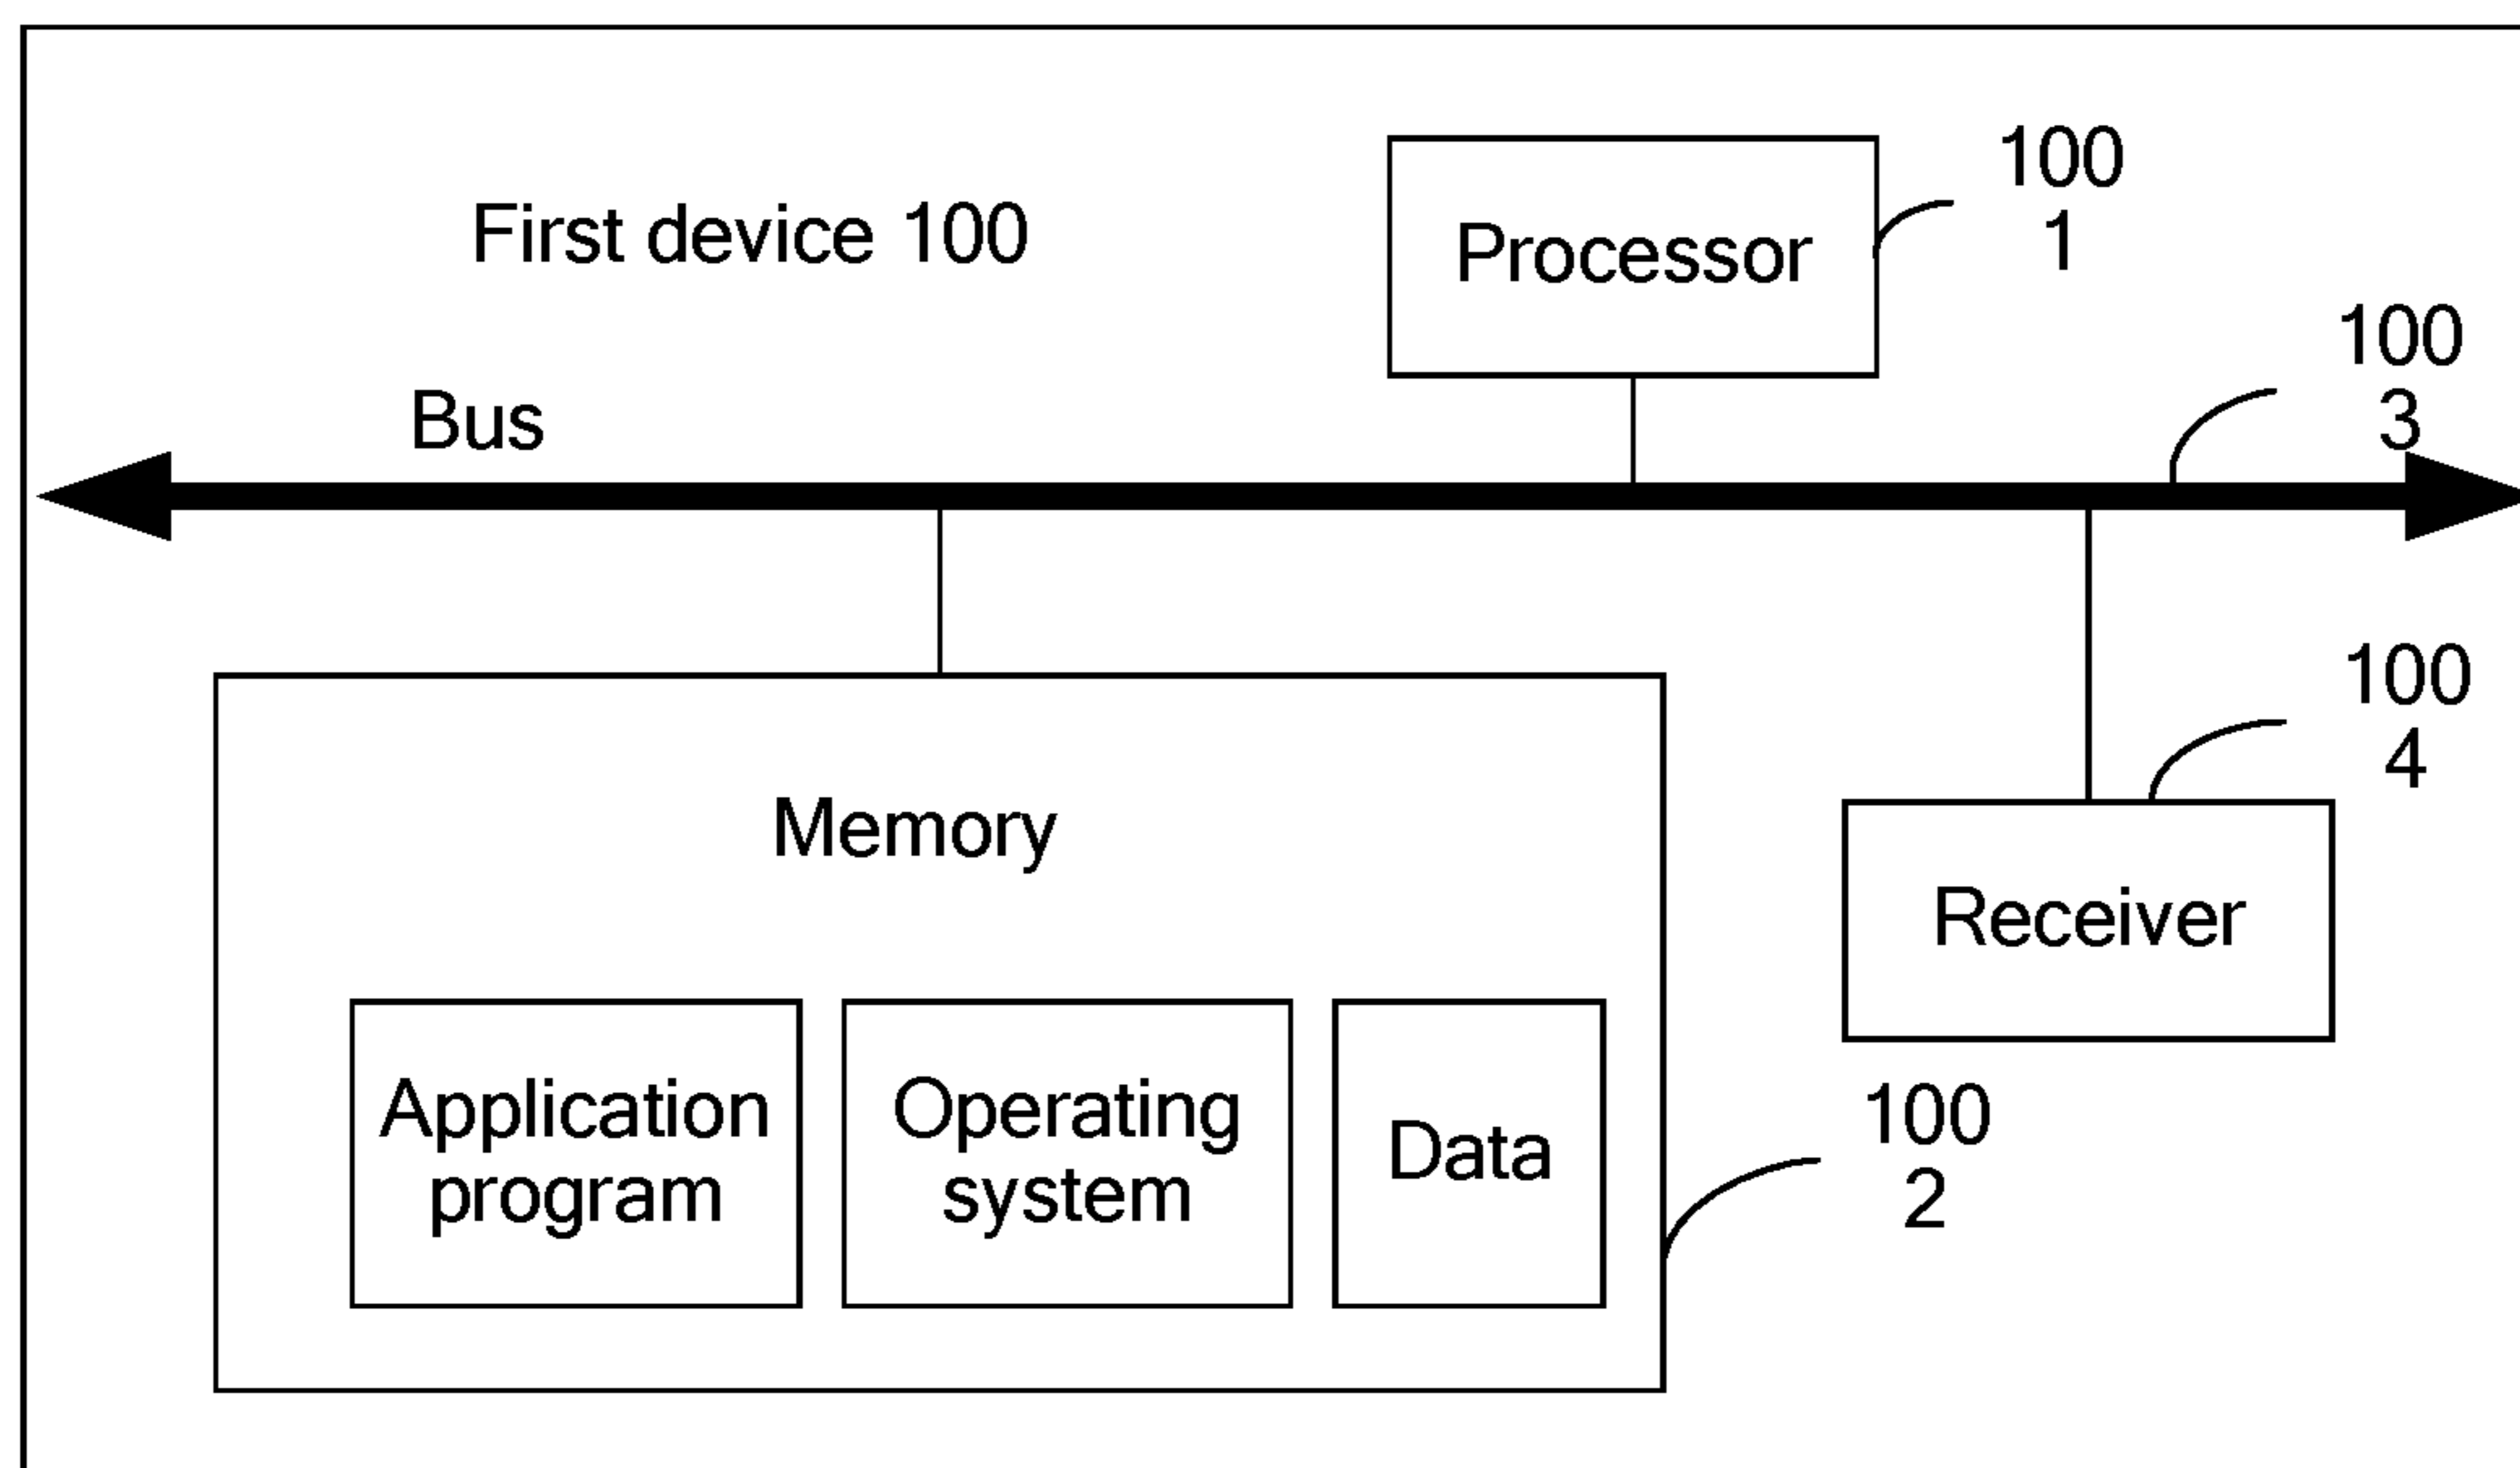 First device 100
Processor
100
1
100
3
Bus
100
4
Memory
Receiver
Application
program
Operating
system
Data
100
2